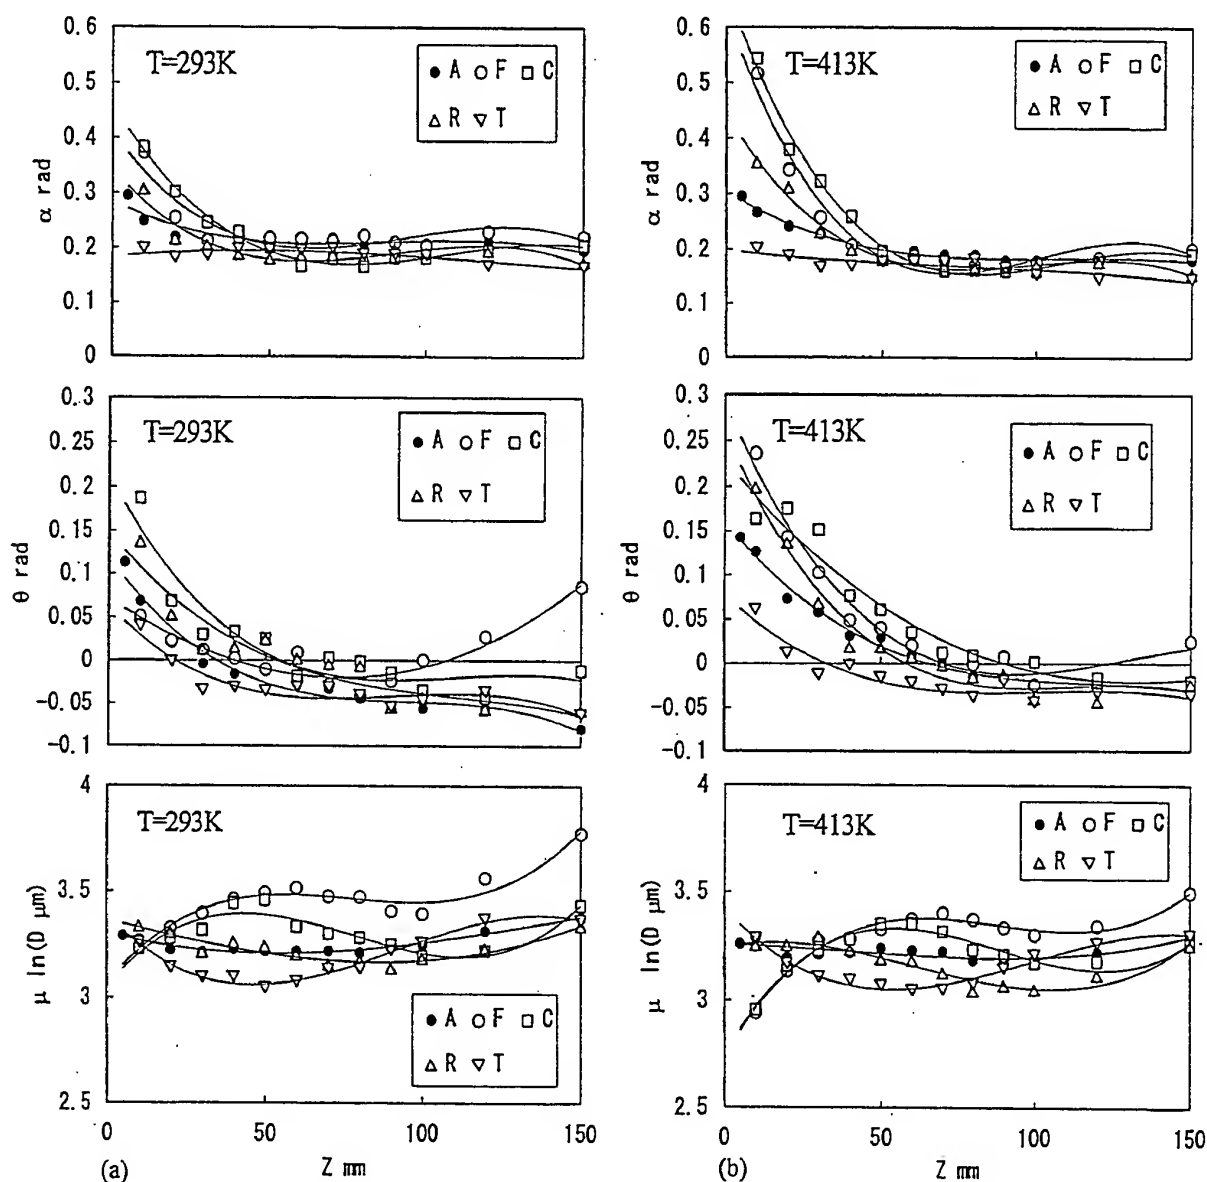 0.6
0.5
0.4
0.3
0.2
0.1
0
α rad
T=293K
A F C
R T
0.6
0.5
0.4
0.3
0.2
0.1
0
α rad
T=413K
A F C
R T
0.3
0.25
0.2
0.15
0.1
0.05
0
-0.05
-0.1
θ rad
T=293K
A F C
R T
0.3
0.25
0.2
0.15
0.1
0.05
0
-0.05
-0.1
θ rad
T=413K
A F C
R T
4
3.5
3
2.5
μ ln(D μm)
T=293K
A F C
R T
0 50 100 150
(a) Z mm
4
3.5
3
2.5
μ ln(D μm)
T=413K
A F C
R T
0 50 100 150
(b) Z mm